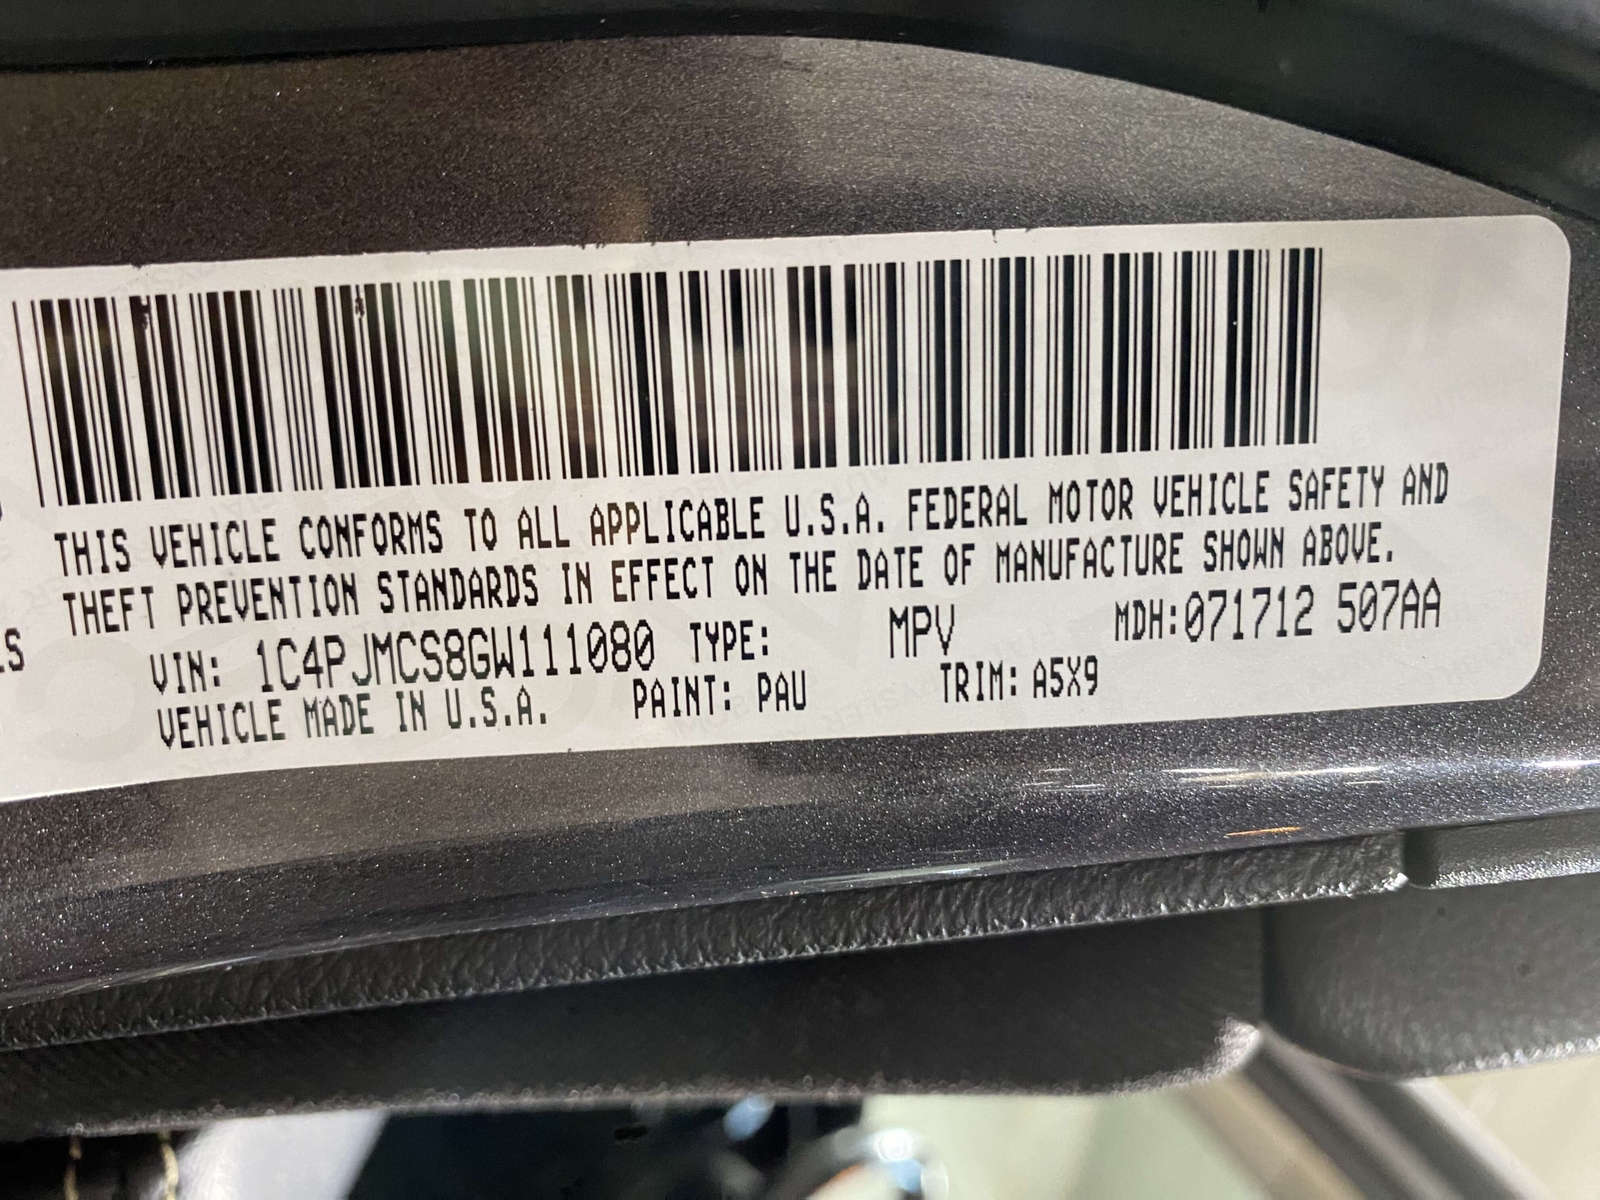 THIS VEHICLE CONFORMS TO ALL APPLICABLE U.S.A. FEDERAL MOTOR VEHICLE SAFETY AND
THEFT PREVENTION STANDARDS IN EFFECT ON THE DATE OF MANUFACTURE SHOWN ABOVE.
VIN: 1C4PJMCS8GW111080 TYPE: MPV MDH:071712 507AA
VEHICLE MADE IN U.S.A. PAINT: PAU TRIM: A5X9